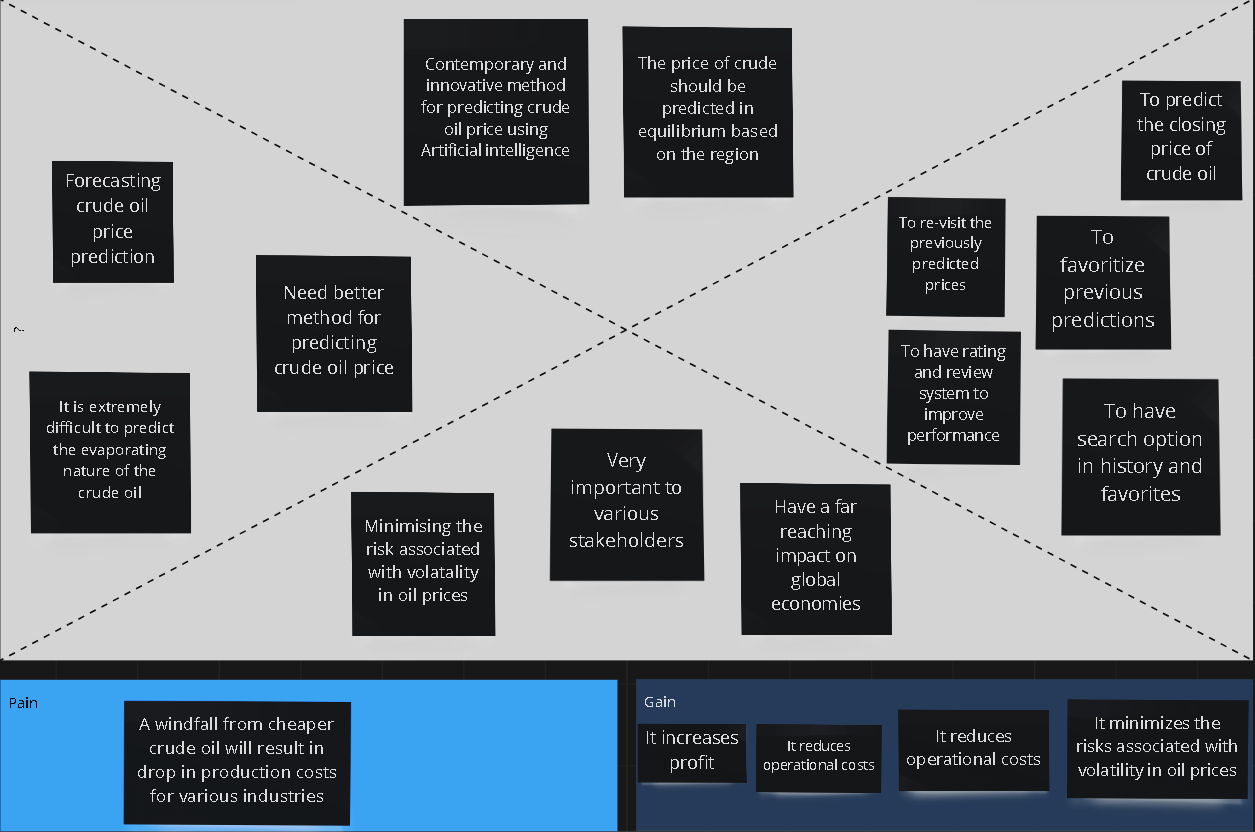 Contemporary and
innovative method
for predicting crude
oil price using
Artificial intelligence
The price of crude
should be
predicted in
equilibrium based
on the region
Forecasting
crude oil
price
prediction
Need better
method for
predicting
crude oil price
It is extremely
difficult to predict
the evaporating
nature of the
crude oil
To predict
the closing
price of
crude oil
To re-visit the
previously
predicted
prices
To
favoritize
previous
predictions
To have rating
and review
system to
improve
performance
To have
search option
in history and
favorites
Minimising the
risk associated
with volatality
in oil prices
Very
important to
various
stakeholders
Have a far
reaching
impact on
global
economies
Pain
A windfall from cheaper
crude oil will result in
drop in production costs
for various industries
Gain
It increases
profit
It reduces
operational costs
It reduces
operational costs
It minimizes the
risks associated with
volatility in oil prices